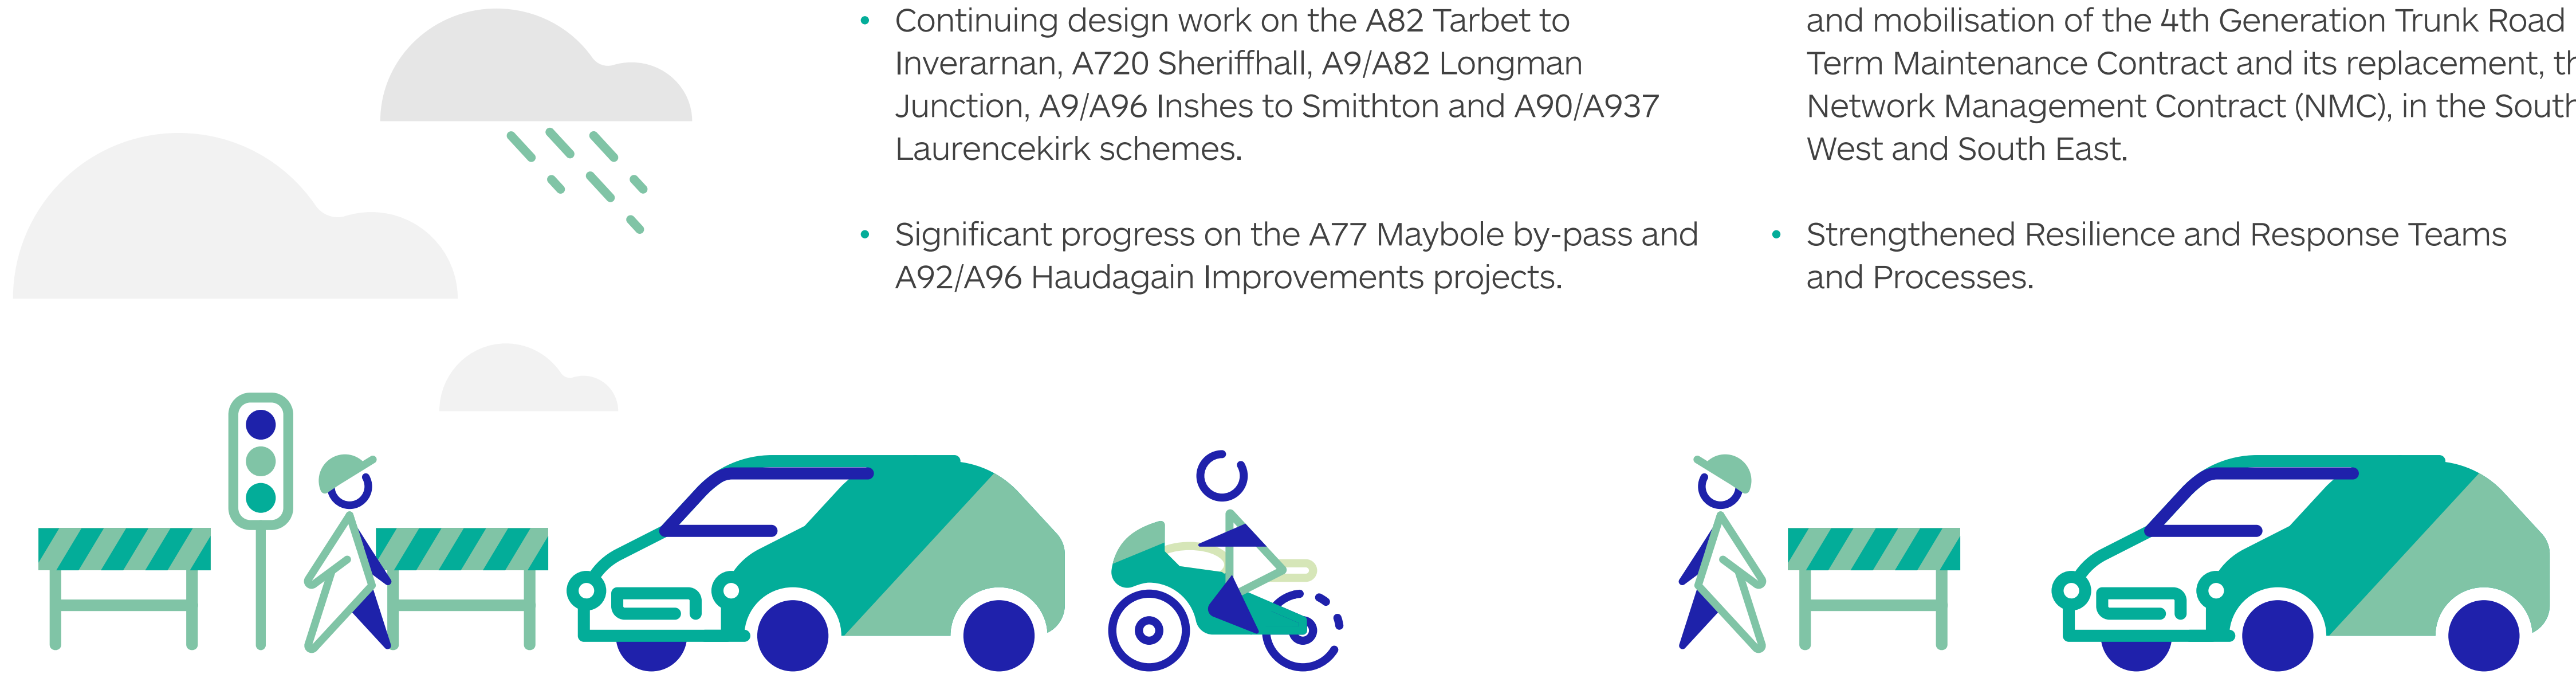 • Continuing design work on the A82 Tarbet to
Inverarnan, A720 Sheriffhall, A9/A82 Longman
Junction, A9/A96 Inshes to Smithton and A90/A937
Laurencekirk schemes.
• Significant progress on the A77 Maybole by-pass and
A92/A96 Haudagain Improvements projects.
and mobilisation of the 4th Generation Trunk Road
Term Maintenance Contract and its replacement,
Network Management Contract (NMC), in the South
West and South East.
• Strengthened Resilience and Response Teams
and Processes.